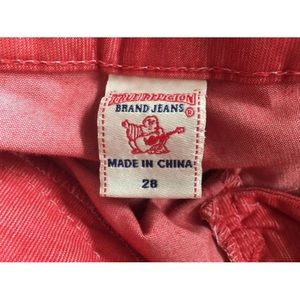 TRUE RELIGION
BRAND JEANS
®
MADE IN CHINA
28